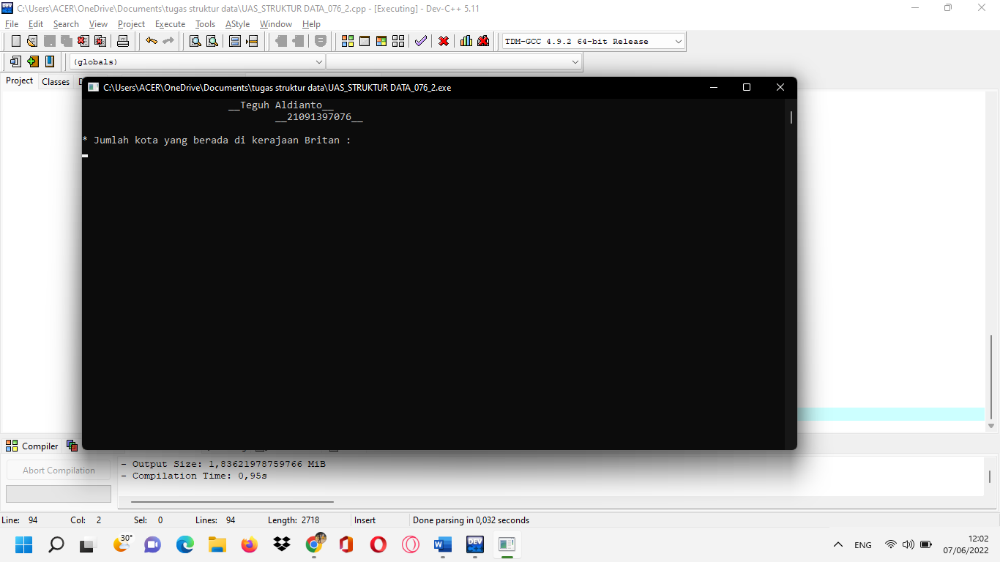 C:\Users\ACER\OneDrive\Documents\tugas struktur data\UAS_STRUKTUR DATA_076_2.cpp - [Executing] - Dev-C++ 5.11
File Edit Search View Project Execute Tools AStyle Window Help
TDM-GCC 4.9.2 64-bit Release
(globals)
Project Classes
C:\Users\ACER\OneDrive\Documents\tugas struktur data\UAS_STRUKTUR DATA_076_2.exe
__Teguh Aldianto__
__21091397076__
* Jumlah kota yang berada di kerajaan Britan :
Compiler
Abort Compilation
- Output Size: 1,83621978759766 MiB
- Compilation Time: 0,95s
Line: 94 Col: 2 Sel: 0 Lines: 94 Length: 2718 Insert Done parsing in 0,032 seconds
30°
ENG
12:02
07/06/2022